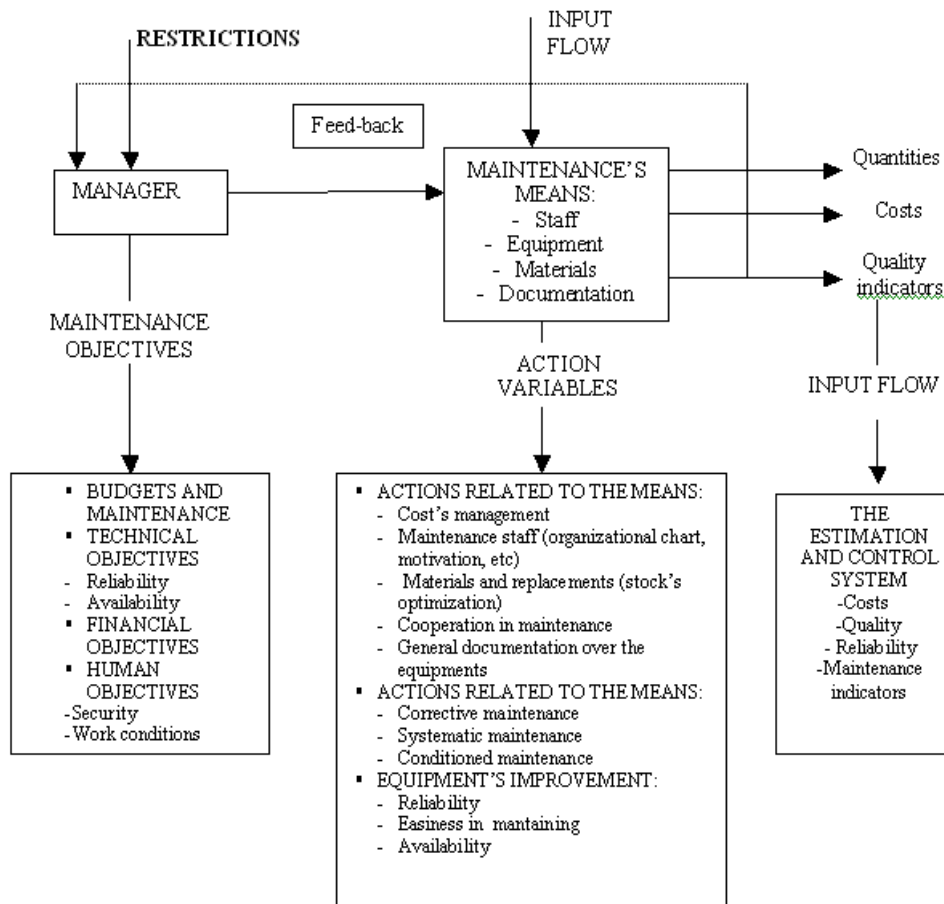 RESTRICTIONS
INPUT
FLOW
Feed-back
MANAGER
MAINTENANCE'S
MEANS:
- Staff
- Equipment
- Materials
- Documentation
Quantities
Costs
Quality
indicators
MAINTENANCE
OBJECTIVES
ACTION
VARIABLES
INPUT FLOW
▪ BUDGETS AND
MAINTENANCE
▪ TECHNICAL
OBJECTIVES
- Reliability
- Availability
▪ FINANCIAL
OBJECTIVES
▪ HUMAN
OBJECTIVES
-Security
-Work conditions
▪ ACTIONS RELATED TO THE MEANS:
- Cost's management
- Maintenance staff (organizational chart,
motivation, etc)
- Materials and replacements (stock's
optimization)
- Cooperation in maintenance
- General documentation over the
equipments
▪ ACTIONS RELATED TO THE MEANS:
- Corrective maintenance
- Systematic maintenance
- Conditioned maintenance
▪ EQUIPMENT'S IMPROVEMENT:
- Reliability
- Easiness in mantaining
- Availability
THE
ESTIMATION
AND CONTROL
SYSTEM
-Costs
-Quality
- Reliability
-Maintenance
indicators